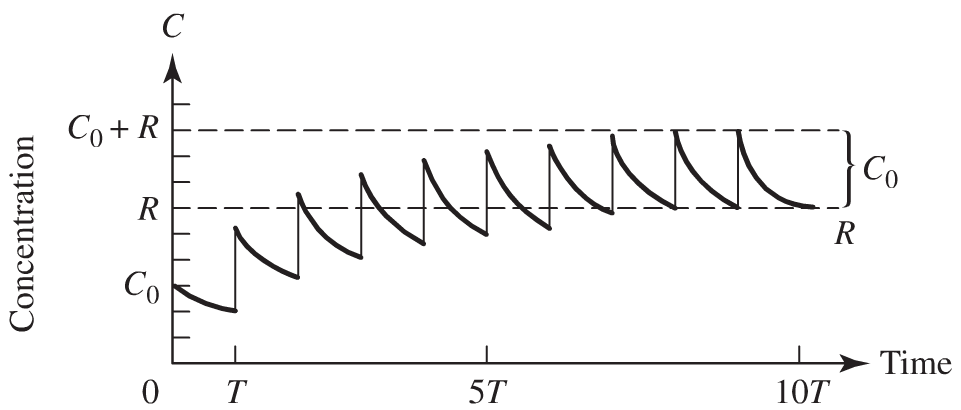 C
Concentration
C₀ + R
R
C₀
C₀
R
0
T
5T
10T
Time